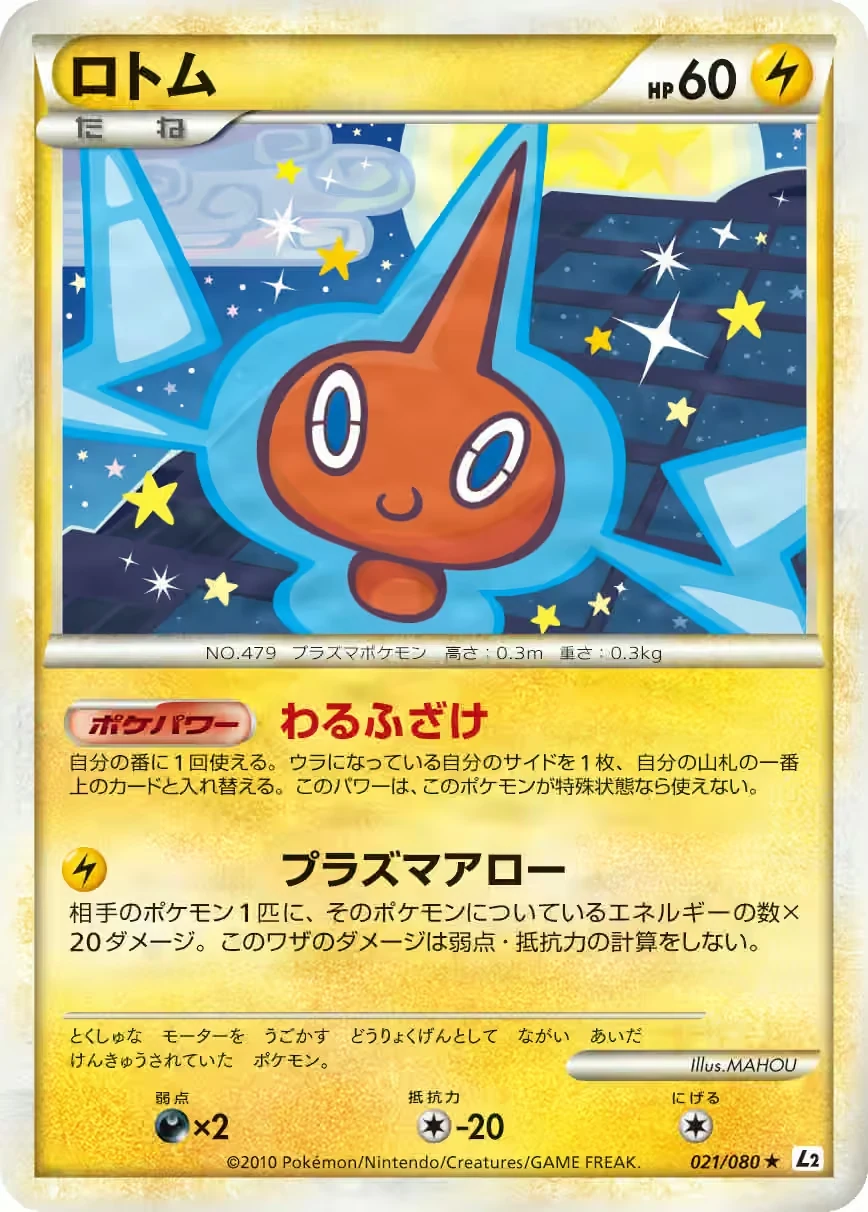 ロトム
HP60
たね
NO.479 プラズマポケモン 高さ:0.3m 重さ:0.3kg
ポケパワー わるふざけ
自分の番に1回使える。ウラになっている自分のサイドを1枚、自分の山札の一番
上のカードと入れ替える。このパワーは、このポケモンが特殊状態なら使えない。
プラズマアロー
相手のポケモン1匹に、そのポケモンについているエネルギーの数×
20ダメージ。このワザのダメージは弱点・抵抗力の計算をしない。
とくしゅな モーターを うごかす どうりょくげんとして ながい あいだ
けんきゅうされていた ポケモン。
Illus.MAHOU
弱点 抵抗力 にげる
×2 -20
©2010 Pokémon/Nintendo/Creatures/GAME FREAK. 021/080 ★ L2